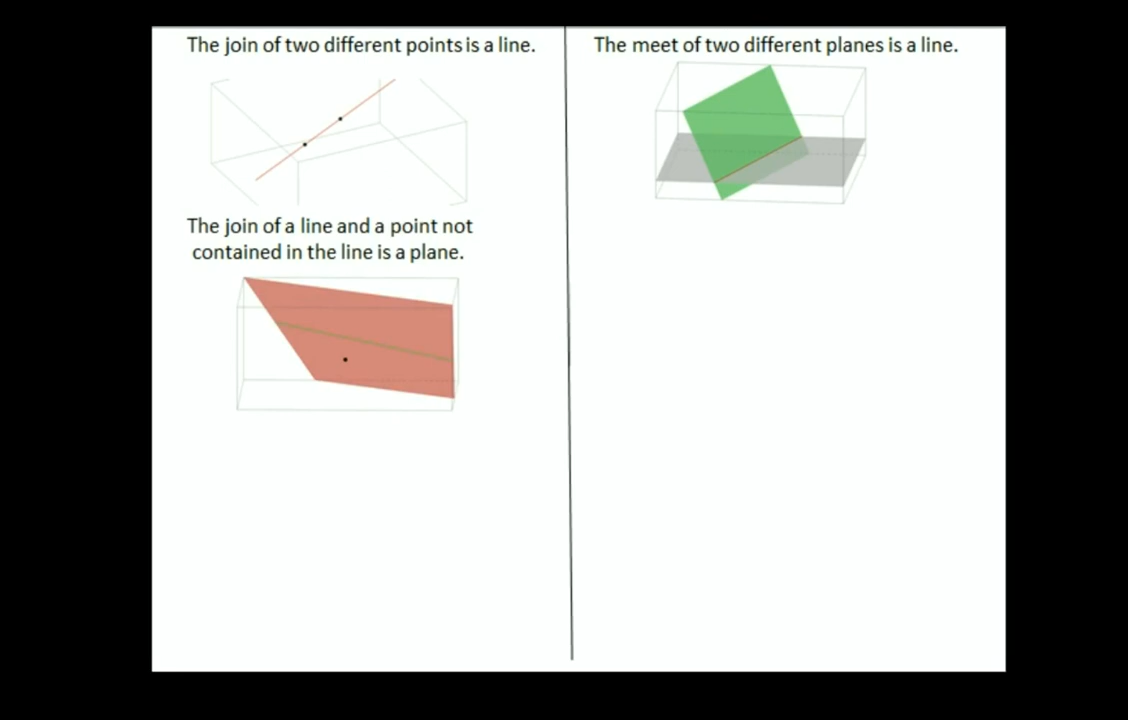 The join of two different points is a line.
The join of a line and a point not
contained in the line is a plane.
The meet of two different planes is a line.